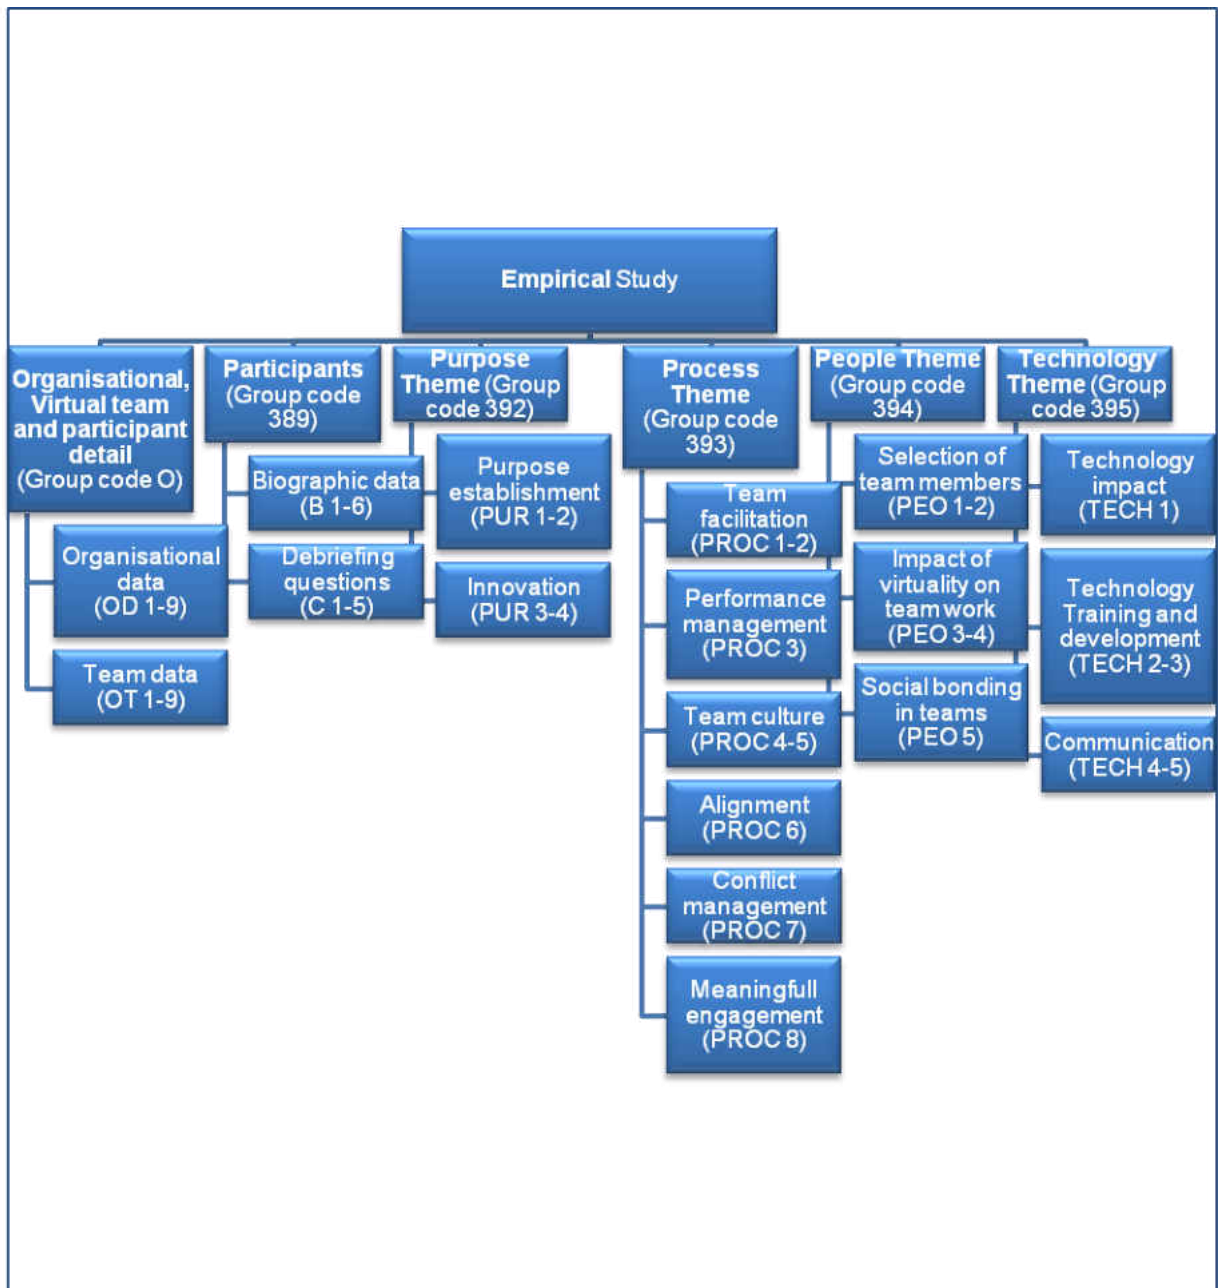 Empirical Study
Organisational,
Virtual team
and participant
detail
(Group code O)
Organisational
data
(OD 1-9)
Team data
(OT 1-9)
Participants
(Group code
389)
Biographic data
(B 1-6)
Debriefing
questions
(C 1-5)
Purpose
Theme (Group
code 392)
Purpose
establishment
(PUR 1-2)
Innovation
(PUR 3-4)
Process
Theme
(Group code
393)
Team
facilitation
(PROC 1-2)
Performance
management
(PROC 3)
Team culture
(PROC 4-5)
Alignment
(PROC 6)
Conflict
management
(PROC 7)
Meaningfull
engagement
(PROC 8)
People Theme
(Group code
394)
Selection of
team members
(PEO 1-2)
Impact of
virtuality on
team work
(PEO 3-4)
Social bonding
in teams
(PEO 5)
Technology
Theme (Group
code 395)
Technology
impact
(TECH 1)
Technology
Training and
development
(TECH 2-3)
Communication
(TECH 4-5)